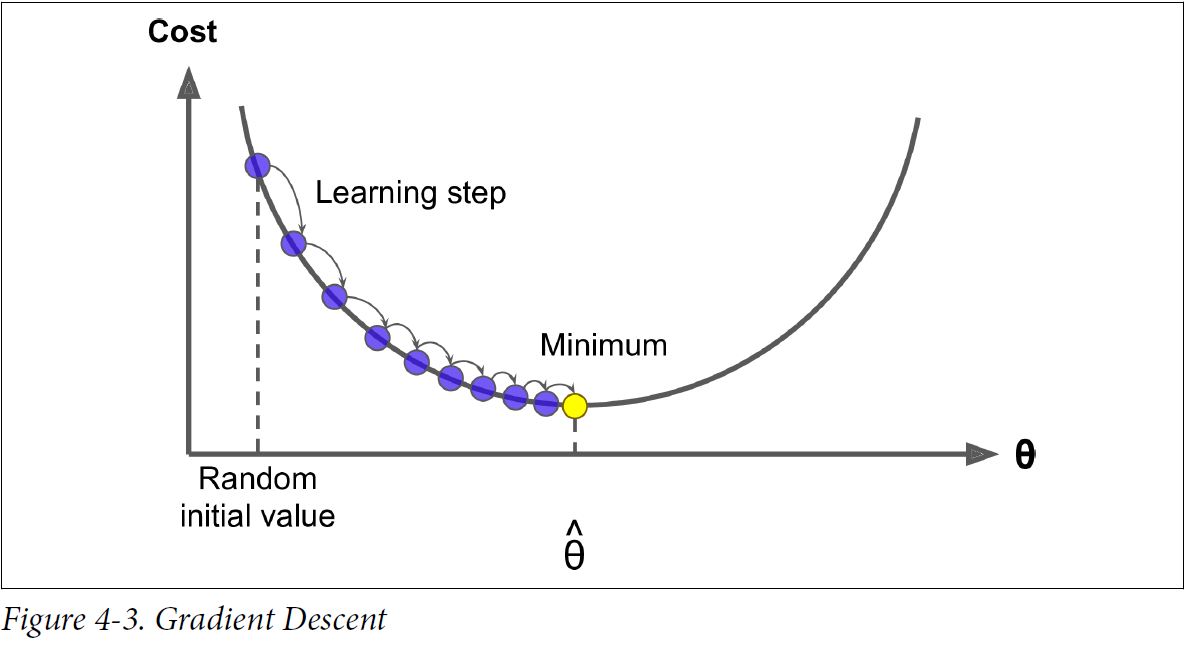 Cost
Learning step
Minimum
θ
Random
initial value
θ̂
Figure 4-3. Gradient Descent